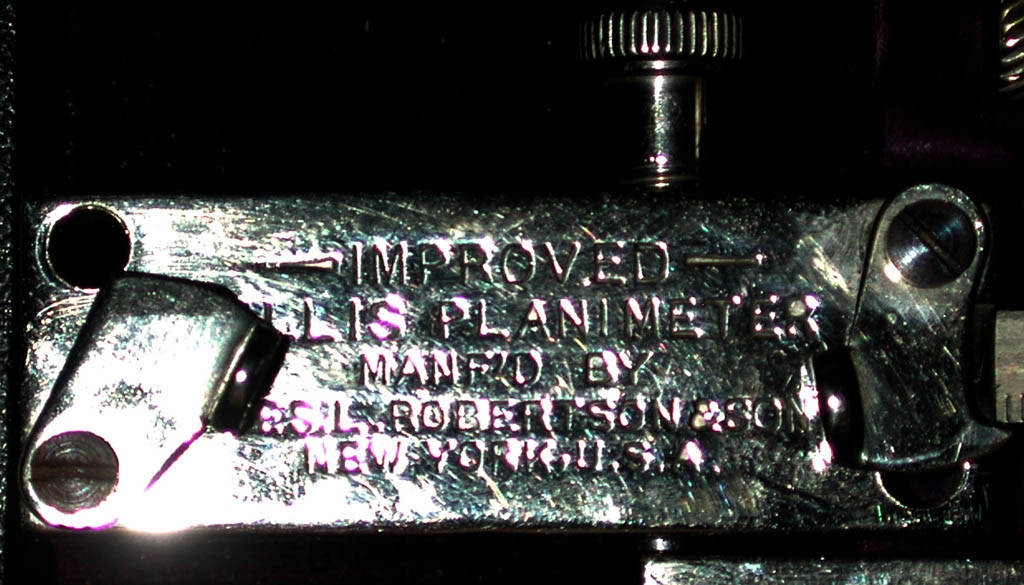 IMPROVED
PLANIMETER
MANF'D. BY
L. ROBERTSON & SON
NEW YORK, U.S.A.